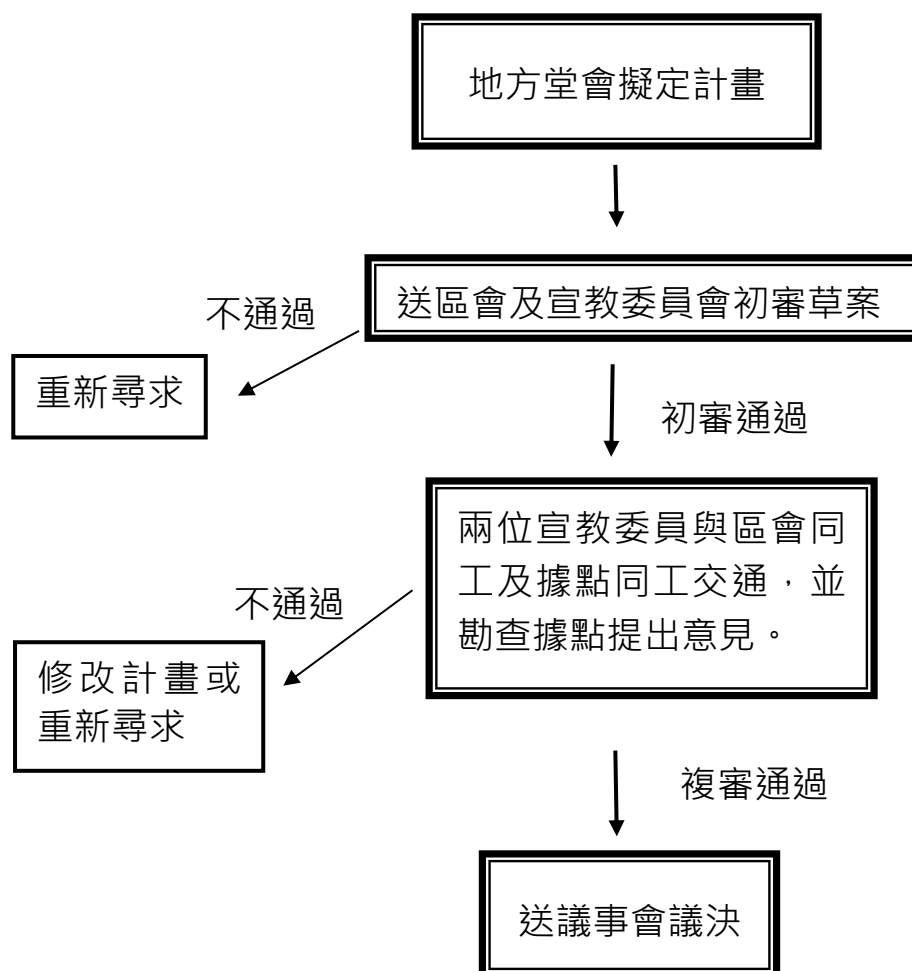 地方堂會擬定計畫
送區會及宣教委員會初審草案
不通過
重新尋求
初審通過
兩位宣教委員與區會同
工及據點同工交通，並
勘查據點提出意見。
不通過
修改計畫或
重新尋求
複審通過
送議事會議決